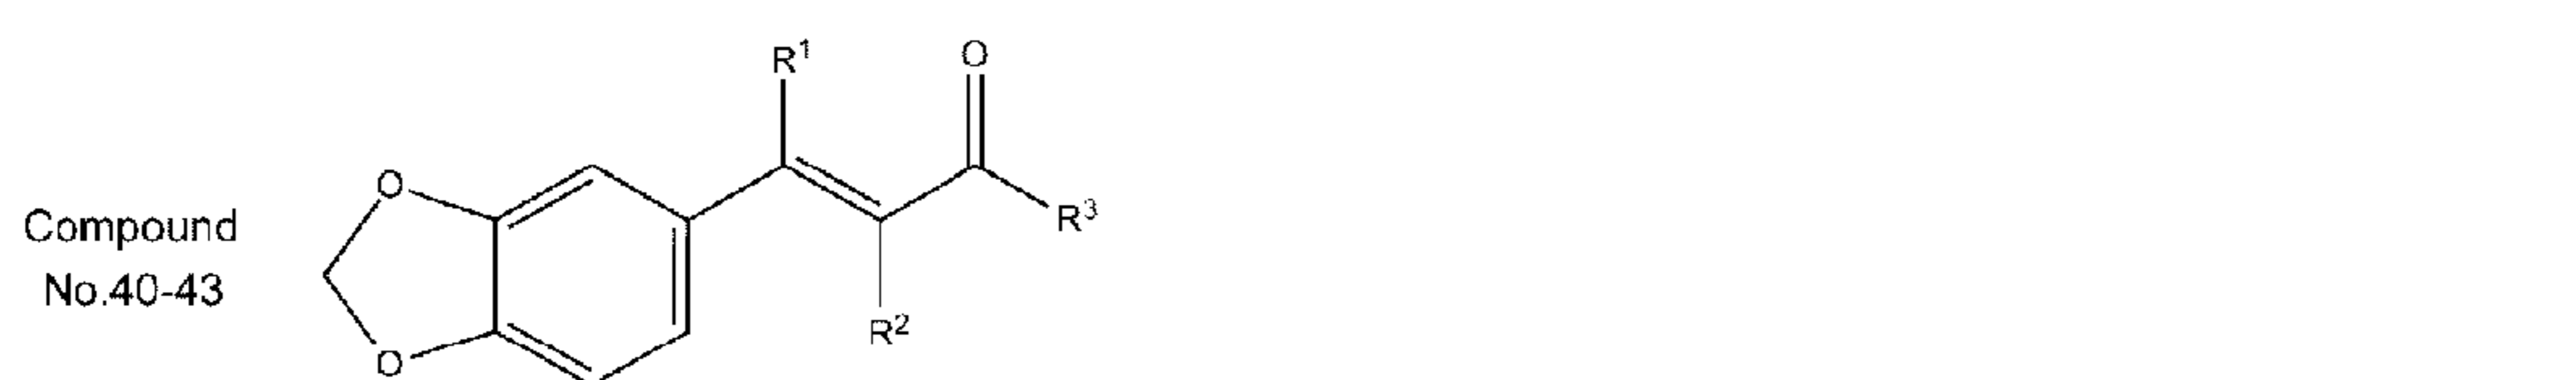 R¹
O
O
R³
Compound
No.40-43
R²
O